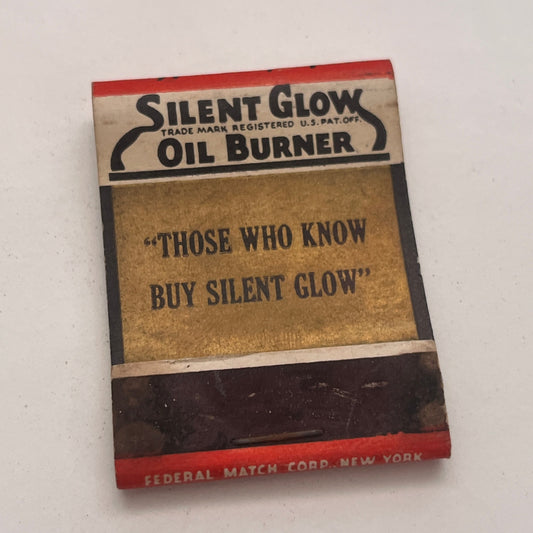 SILENT GLOW
TRADE MARK REGISTERED U.S. PAT. OFF.
OIL BURNER
"THOSE WHO KNOW
BUY SILENT GLOW"
FEDERAL MATCH CORP. NEW YORK